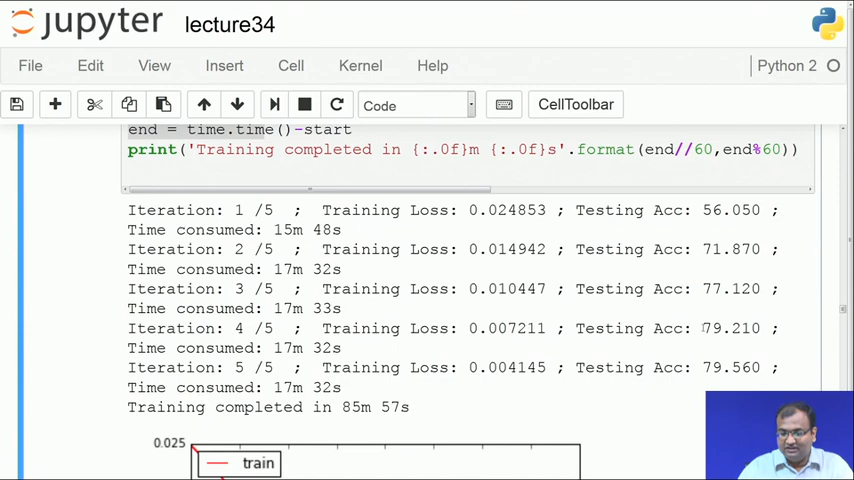 jupyter lecture34
File Edit View Insert Cell Kernel Help Python 2
Code CellToolbar
end = time.time()-start
print('Training completed in {:.0f}m {:.0f}s'.format(end//60,end%60))
Iteration: 1 /5 ; Training Loss: 0.024853 ; Testing Acc: 56.050 ;
Time consumed: 15m 48s
Iteration: 2 /5 ; Training Loss: 0.014942 ; Testing Acc: 71.870 ;
Time consumed: 17m 32s
Iteration: 3 /5 ; Training Loss: 0.010447 ; Testing Acc: 77.120 ;
Time consumed: 17m 33s
Iteration: 4 /5 ; Training Loss: 0.007211 ; Testing Acc: 79.210 ;
Time consumed: 17m 32s
Iteration: 5 /5 ; Training Loss: 0.004145 ; Testing Acc: 79.560 ;
Time consumed: 17m 32s
Training completed in 85m 57s
0.025
train